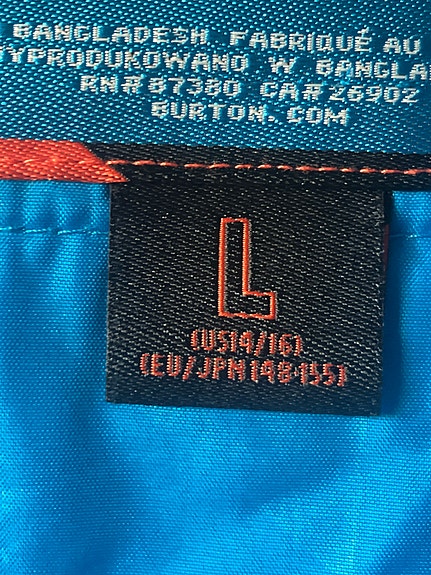 BANGLADESH. FABRIQUÉ AU
WYPRODUKOWANO W BANGLA
RN# 87380 CA# 26902
BURTON.COM
L
(US14/16)
(EU/JPN148-155)